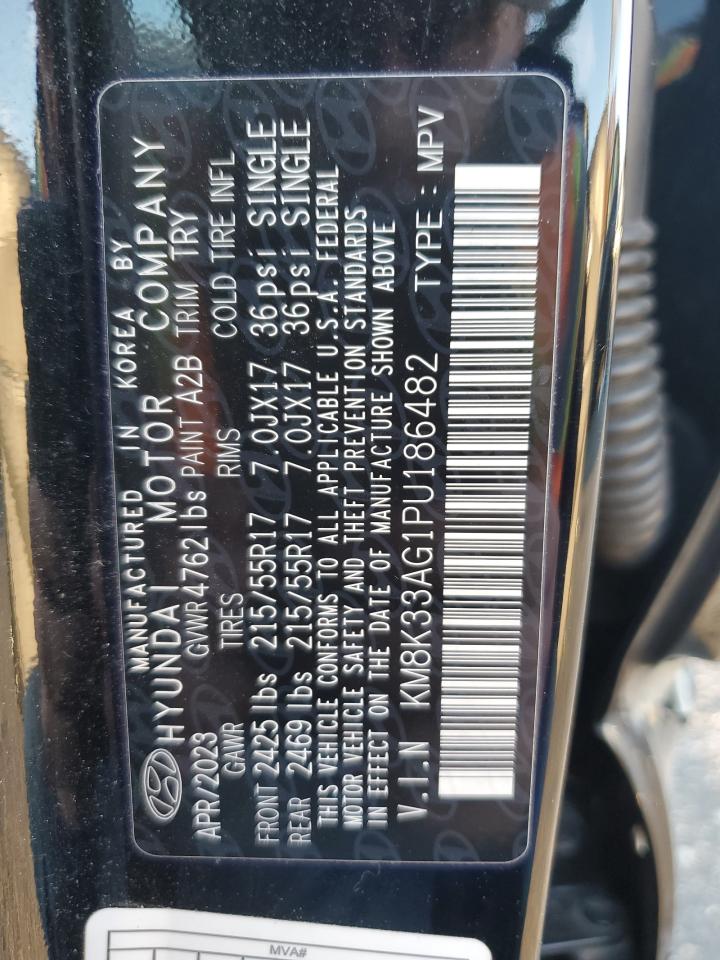 MANUFACTURED IN KOREA BY
HYUNDAI MOTOR COMPANY
APR/2023 GVWR 4762 lbs PAINT A2B TRIM TRY
GAWR TIRES RIMS COLD TIRE INFL
FRONT 2425 lbs 215/55R17 7.0JX17 36psi SINGLE
REAR 2469 lbs 215/55R17 7.0JX17 36psi SINGLE
THIS VEHICLE CONFORMS TO ALL APPLICABLE U.S.A. FEDERAL
MOTOR VEHICLE SAFETY AND THEFT PREVENTION STANDARDS
IN EFFECT ON THE DATE OF MANUFACTURE SHOWN ABOVE
V.I.N KM8K33AG1PU186482 TYPE : MPV
MVA#